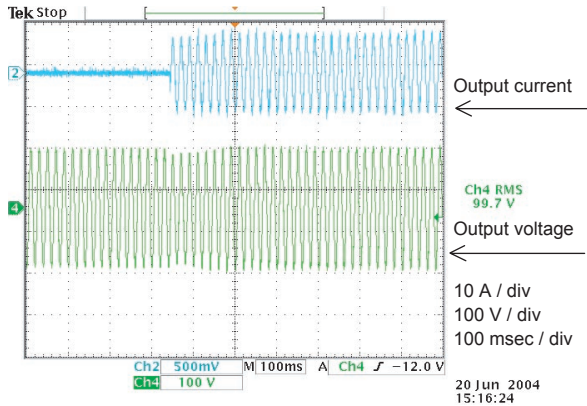 Tek Stop
2
Output current
Ch4 RMS
99.7 V
4
Output voltage
10 A / div
100 V / div
100 msec / div
Ch2 500mV M 100ms A Ch4 ƒ −12.0 V
Ch4 100 V
20 Jun 2004
15:16:24